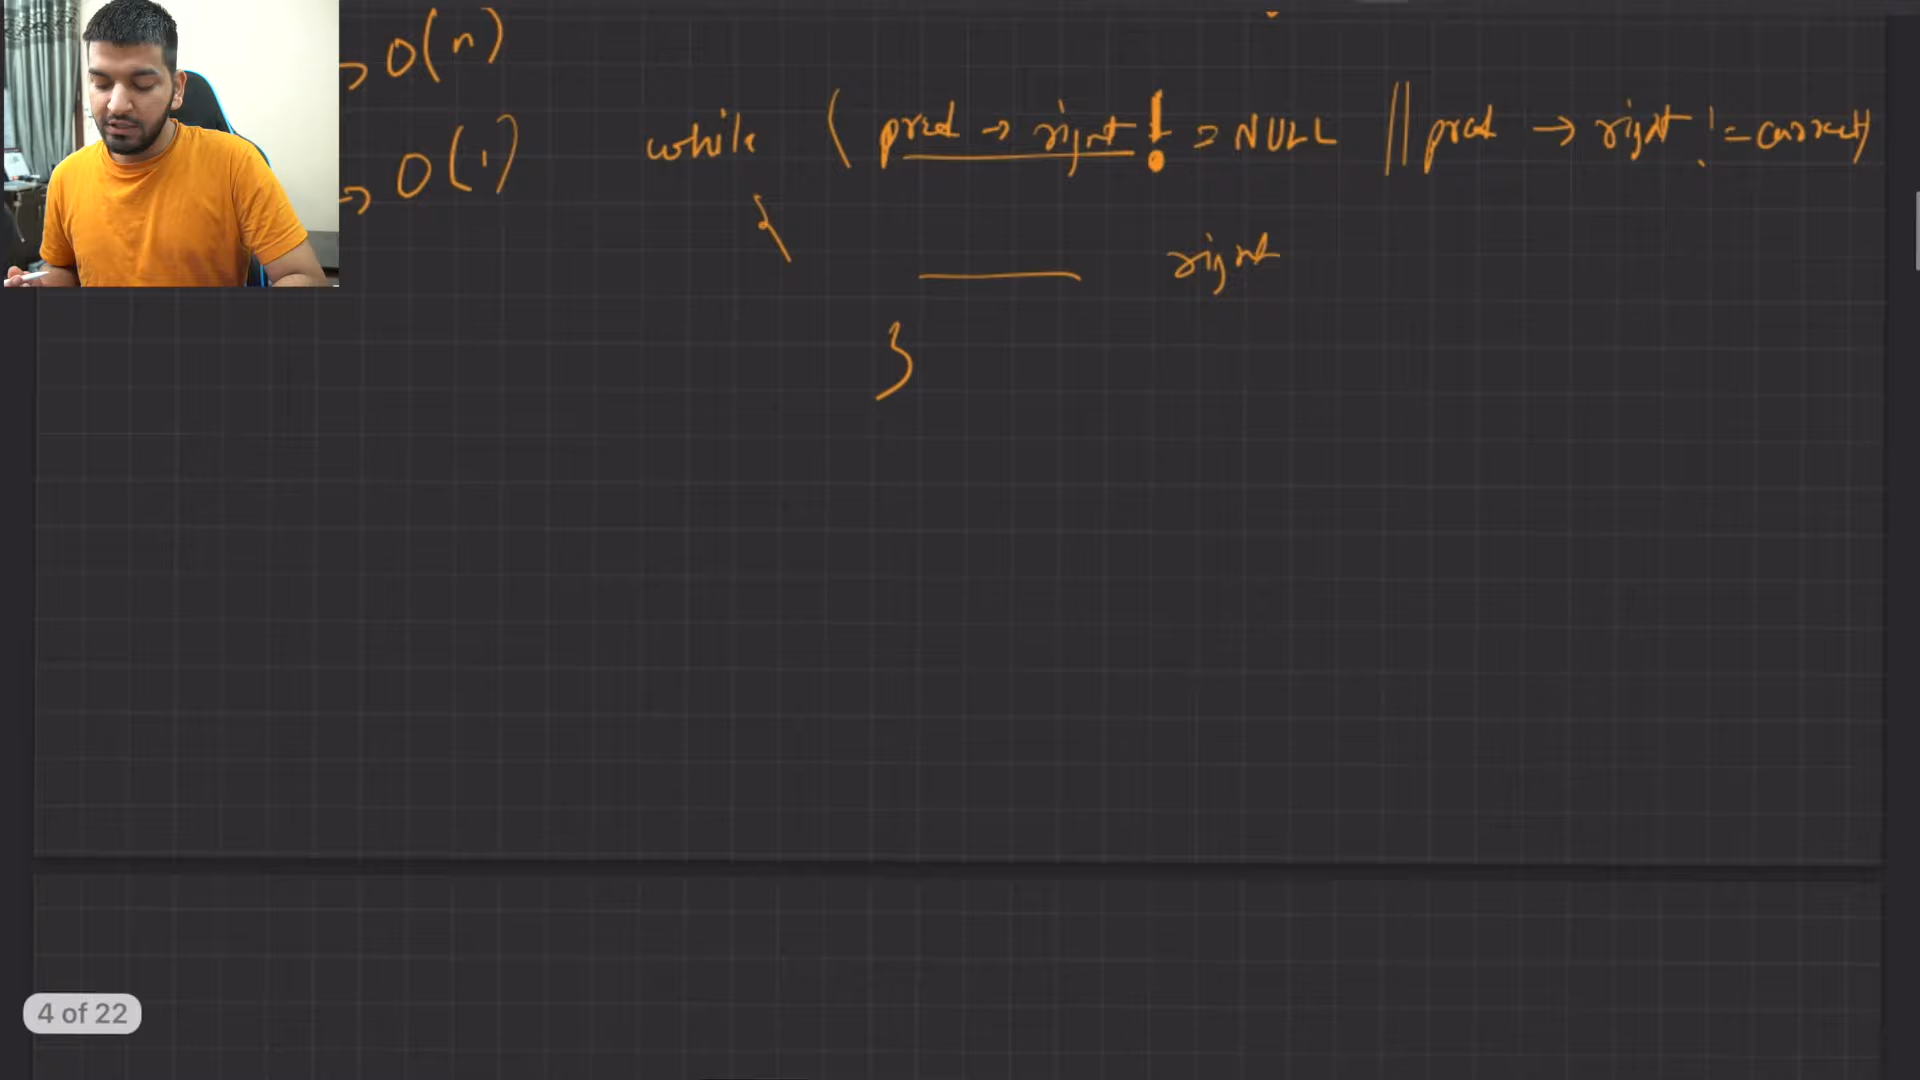 → O(n)
→ O(1)
while ( pred → right != NULL || pred → right != current)
{
right
}
4 of 22